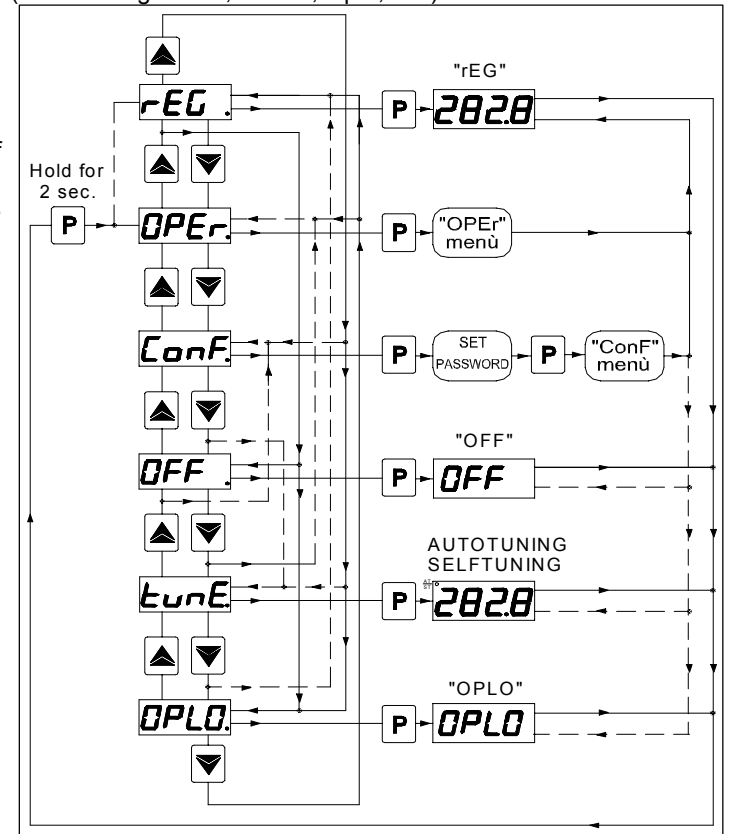 "rEG"
rEG .
P
282.8
Hold for
2 sec.
P
OPEr.
P
"OPEr"
menù
ConF.
P
SET
PASSWORD
P
"ConF"
menù
"OFF"
OFF .
P
OFF
AUTOTUNING
SELFTUNING
tunE.
P
282.8
"OPLO"
OPLO.
P
OPLO